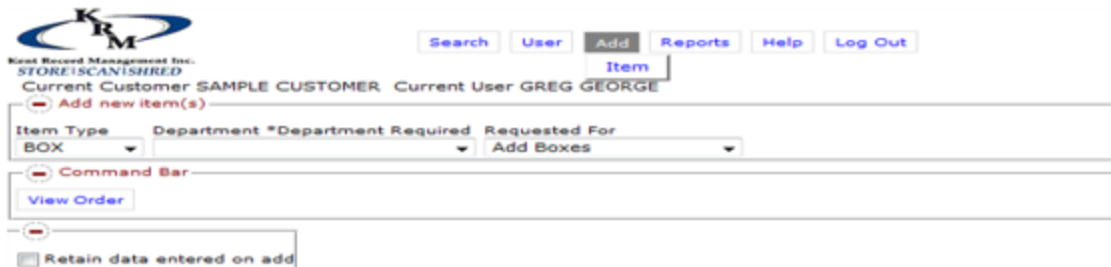 KRM
Kent Record Management Inc.
STORE|SCAN|SHRED
Search User Add Reports Help Log Out
Item
Current Customer SAMPLE CUSTOMER Current User GREG GEORGE
Add new item(s)
Item Type Department *Department Required Requested For
BOX Add Boxes
Command Bar
View Order
Retain data entered on add